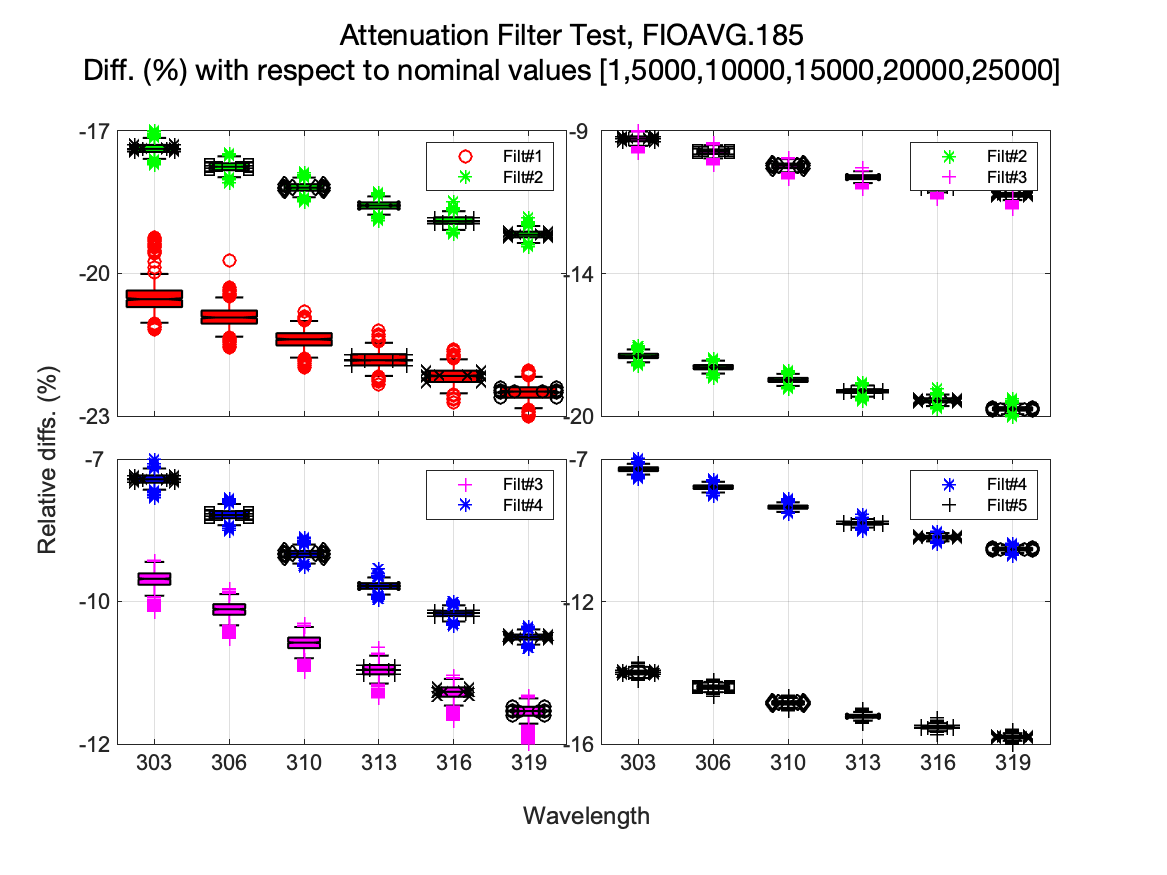 Attenuation Filter Test, FIOAVG.185
Diff. (%) with respect to nominal values [1,5000,10000,15000,20000,25000]
Relative diffs. (%)
-17
-20
-23
Filt#1
Filt#2
-9
-14
-20
Filt#2
Filt#3
-7
-10
-12
Filt#3
Filt#4
303 306 310 313 316 319
-7
-12
-16
Filt#4
Filt#5
303 306 310 313 316 319
Wavelength